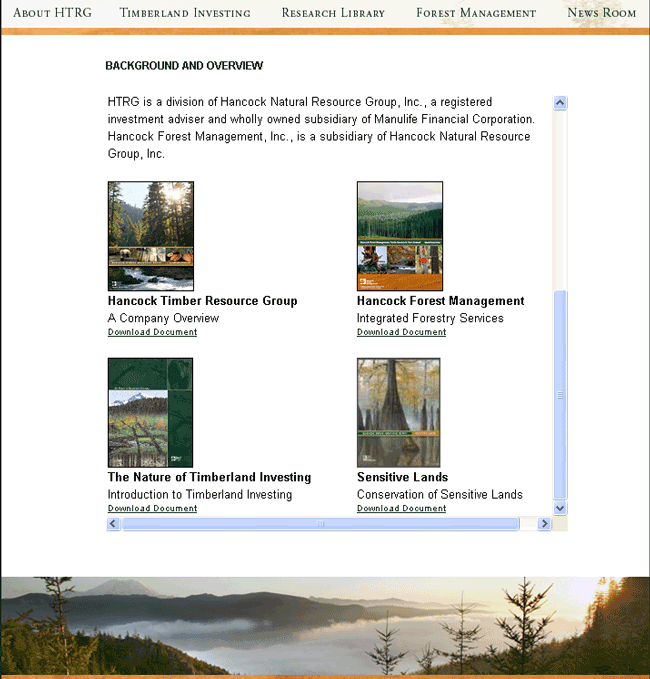 About HTRG Timberland Investing Research Library Forest Management News Room
BACKGROUND AND OVERVIEW
HTRG is a division of Hancock Natural Resource Group, Inc., a registered
investment adviser and wholly owned subsidiary of Manulife Financial Corporation.
Hancock Forest Management, Inc., is a subsidiary of Hancock Natural Resource
Group, Inc.
Hancock Timber Resource Group
A Company Overview
Download Document
Hancock Forest Management
Integrated Forestry Services
Download Document
The Nature of Timberland Investing
Introduction to Timberland Investing
Download Document
Sensitive Lands
Conservation of Sensitive Lands
Download Document